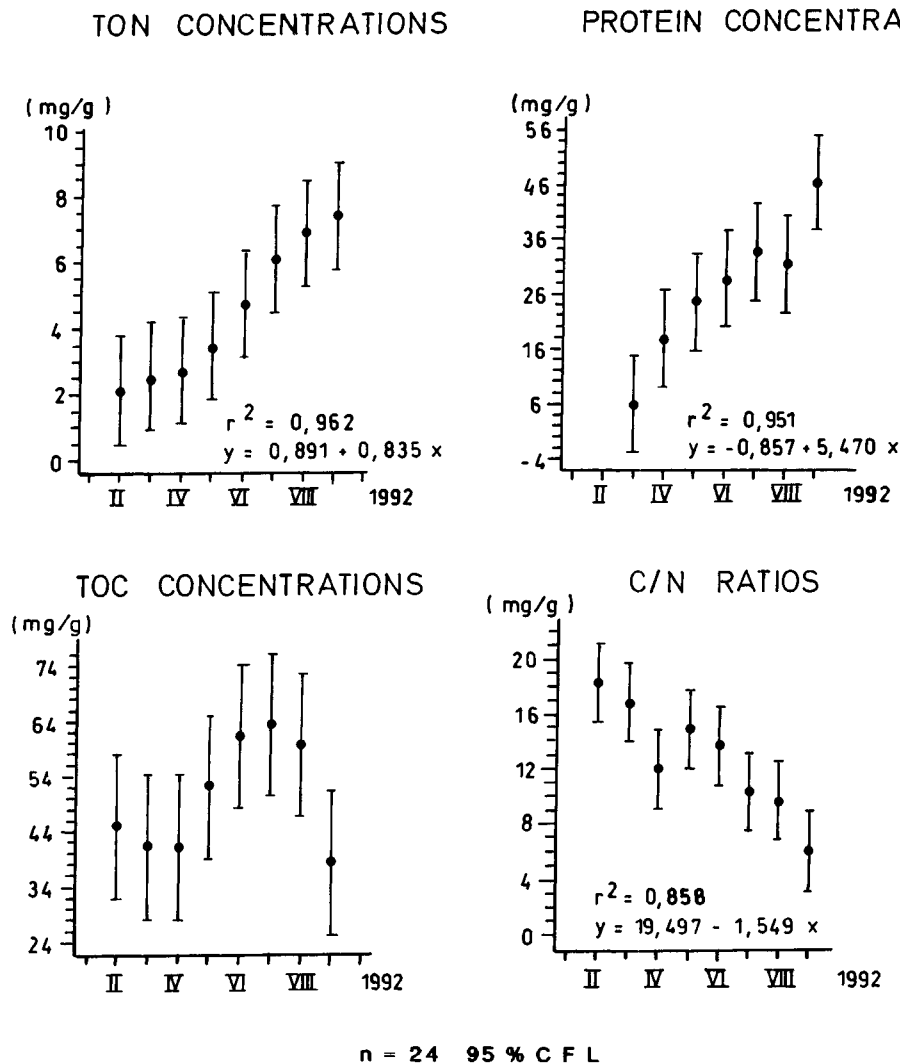 TON CONCENTRATIONS
(mg/g)
10
8
6
4
2
0
r² = 0,962
y = 0,891 + 0,835 x
II IV VI VIII 1992
PROTEIN CONCENTRA
(mg/g)
56
46
36
26
16
6
-4
r² = 0,951
y = -0,857 + 5,470 x
II IV VI VIII 1992
TOC CONCENTRATIONS
(mg/g)
74
64
54
44
34
24
II IV VI VIII 1992
C/N RATIOS
(mg/g)
20
16
12
8
4
0
r² = 0,858
y = 19,497 - 1,549 x
II IV VI VIII 1992
n = 24 95 % C F L